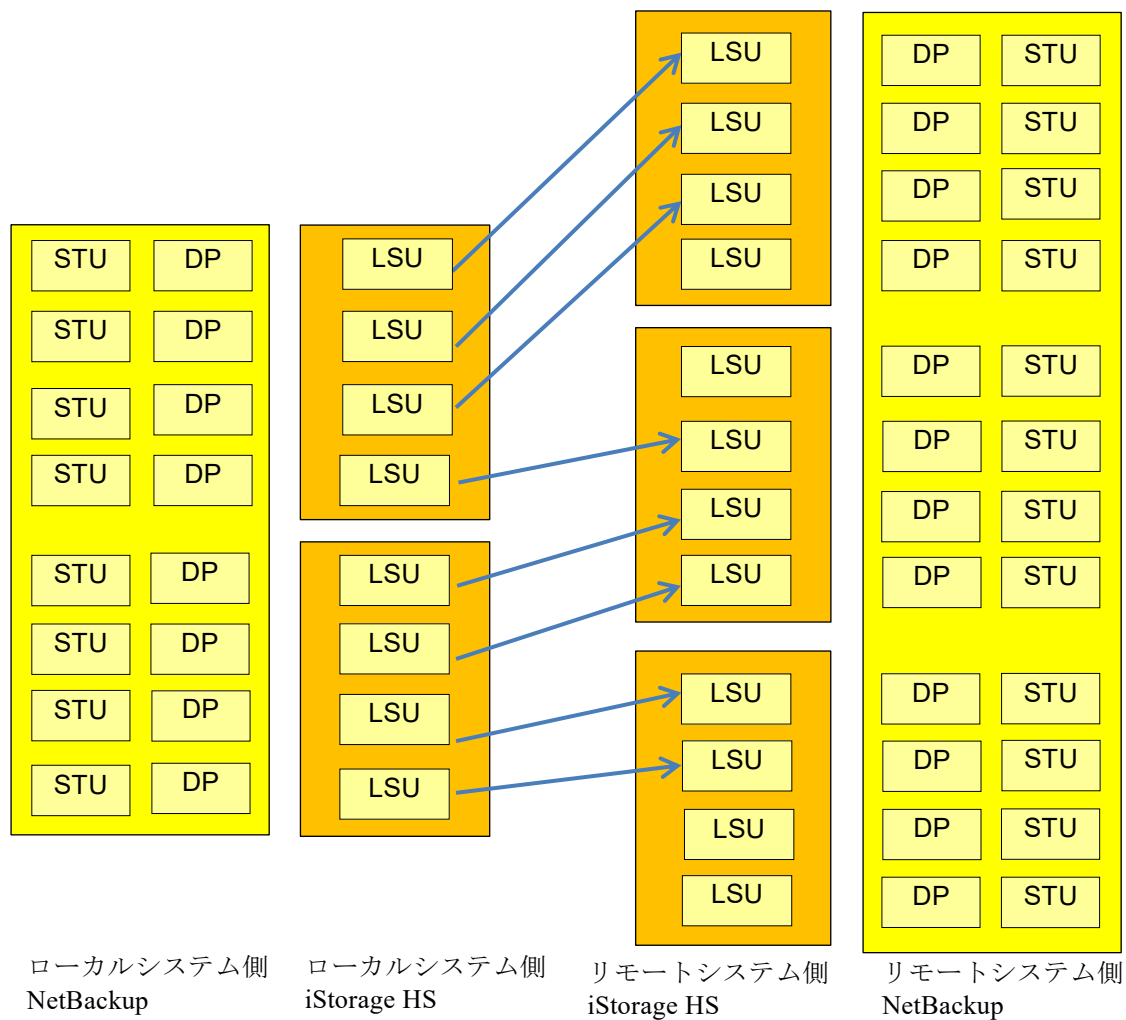 LSU
LSU
LSU
LSU
DP STU
DP STU
DP STU
DP STU
STU DP
STU DP
STU DP
STU DP
LSU
LSU
LSU
LSU
LSU
LSU
LSU
LSU
DP STU
DP STU
DP STU
DP STU
STU DP
STU DP
STU DP
STU DP
LSU
LSU
LSU
LSU
LSU
LSU
LSU
LSU
DP STU
DP STU
DP STU
DP STU
ローカルシステム側
NetBackup
ローカルシステム側
iStorage HS
リモートシステム側
iStorage HS
リモートシステム側
NetBackup